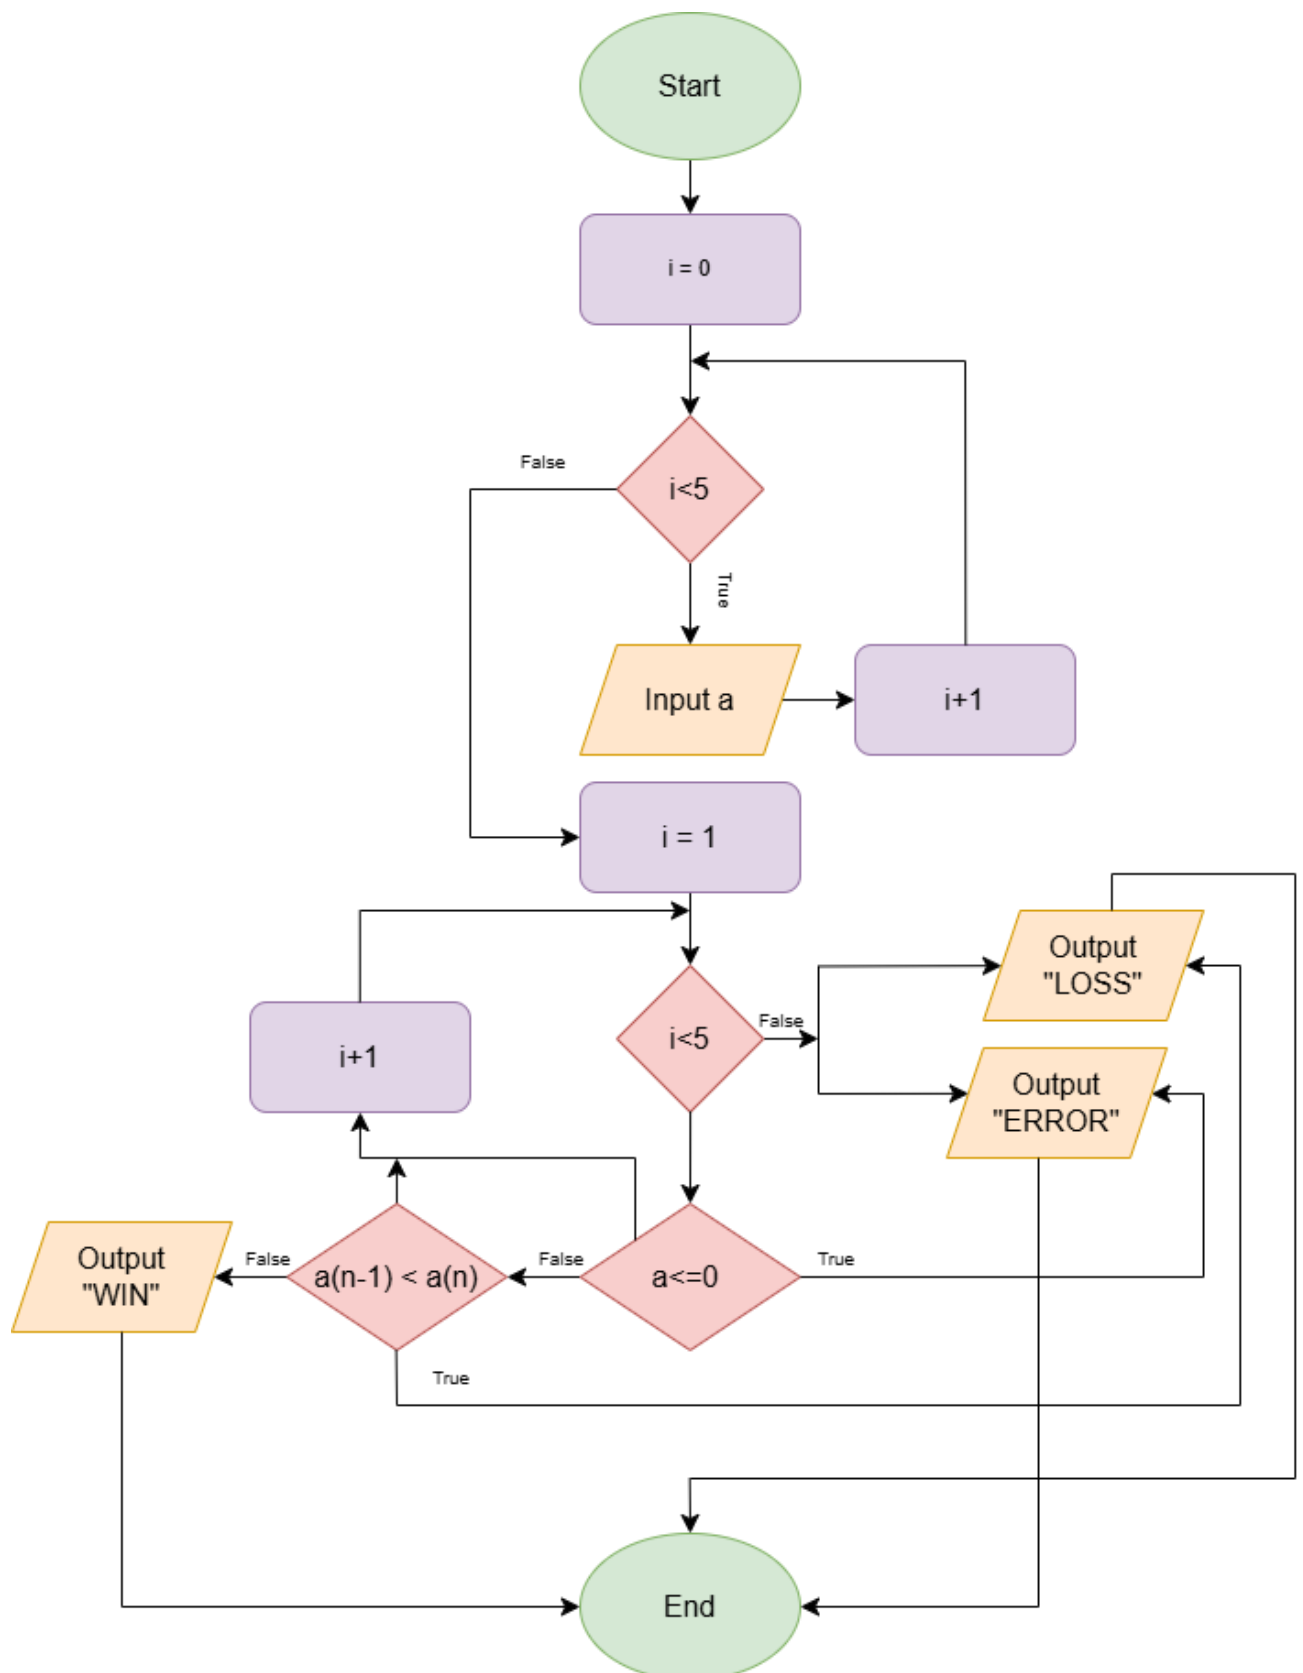 Start
i = 0
False
i<5
True
Input a
i+1
i = 1
Output
"LOSS"
i<5
False
i+1
Output
"ERROR"
Output
"WIN"
False
a(n-1) < a(n)
False
a<=0
True
True
End